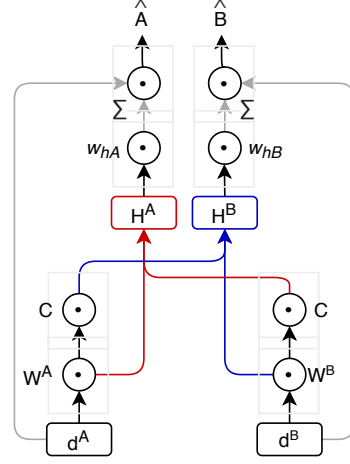 Â B̂
Σ Σ
w_hA w_hB
H^A H^B
C C
W^A W^B
d^A d^B